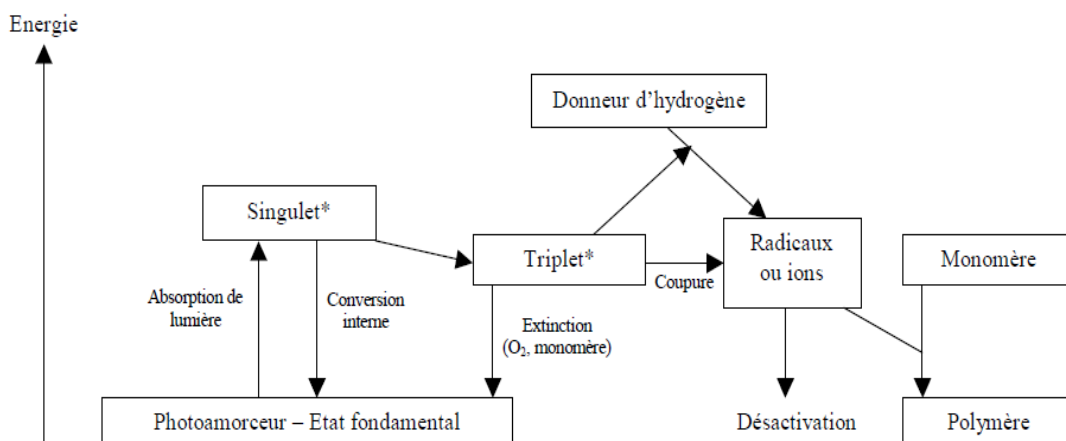 Energie
Donneur d’hydrogène
Singulet*
Triplet*
Radicaux
ou ions
Monomère
Absorption de
lumière
Conversion
interne
Coupure
Extinction
(O₂, monomère)
Photoamorceur – Etat fondamental
Désactivation
Polymère